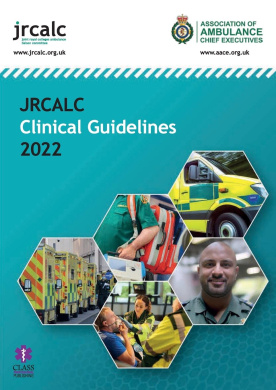 jrcalc
joint royal colleges ambulance
liaison committee
www.jrcalc.org.uk
ASSOCIATION OF
AMBULANCE
CHIEF EXECUTIVES
www.aace.org.uk
JRCALC
Clinical Guidelines
2022
CLASS
PUBLISHING